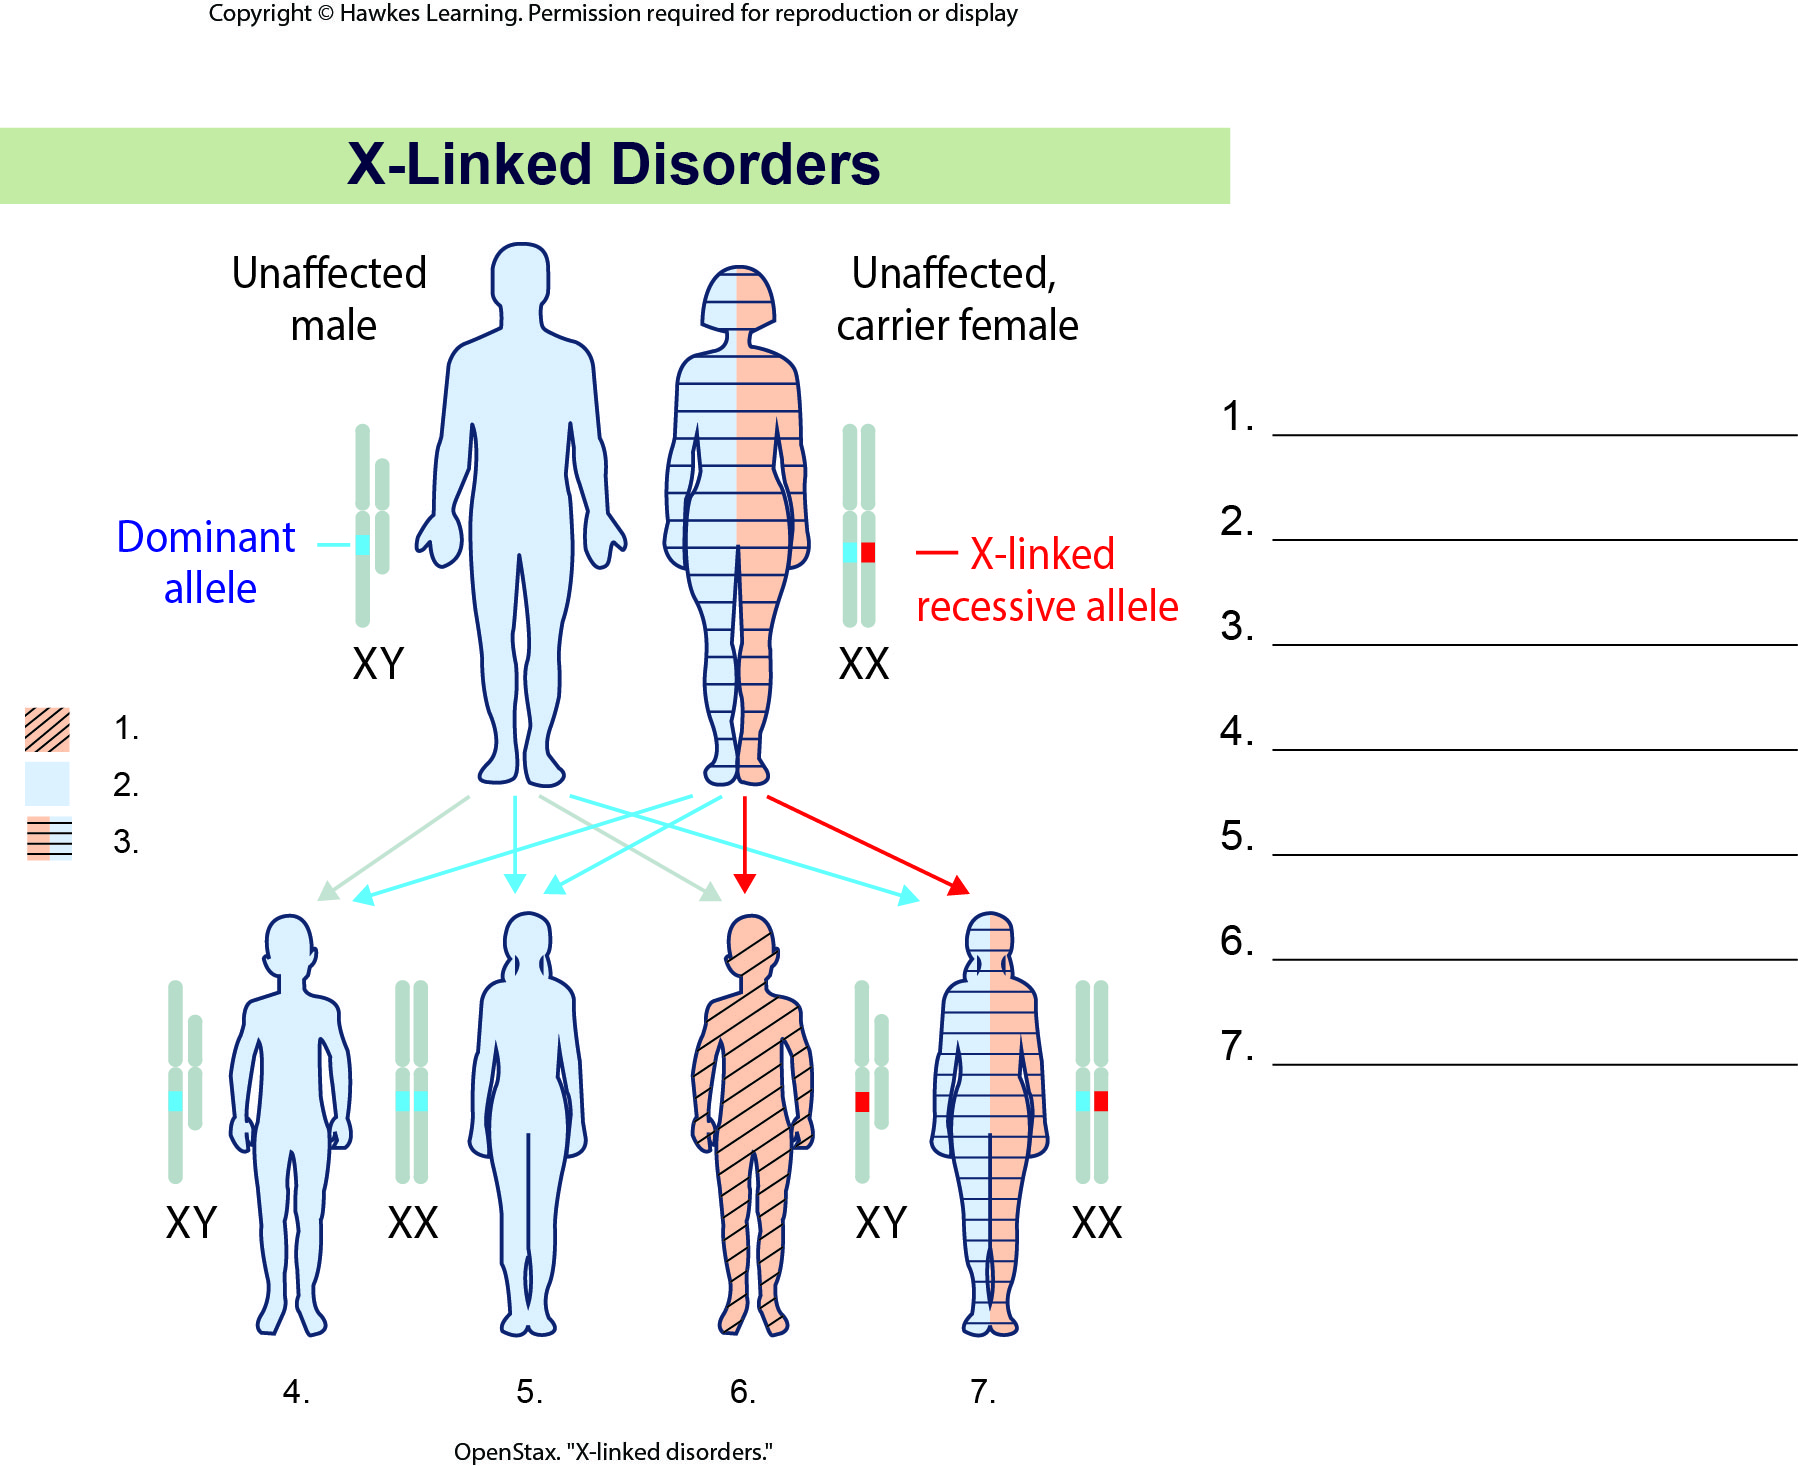 Copyright © Hawkes Learning. Permission required for reproduction or display
X-Linked Disorders
Unaffected
male
Unaffected,
carrier female
Dominant
allele
X-linked
recessive allele
XY
XX
1.
2.
3.
XY
XX
XY
XX
4.
5.
6.
7.
OpenStax. "X-linked disorders."
1.
2.
3.
4.
5.
6.
7.